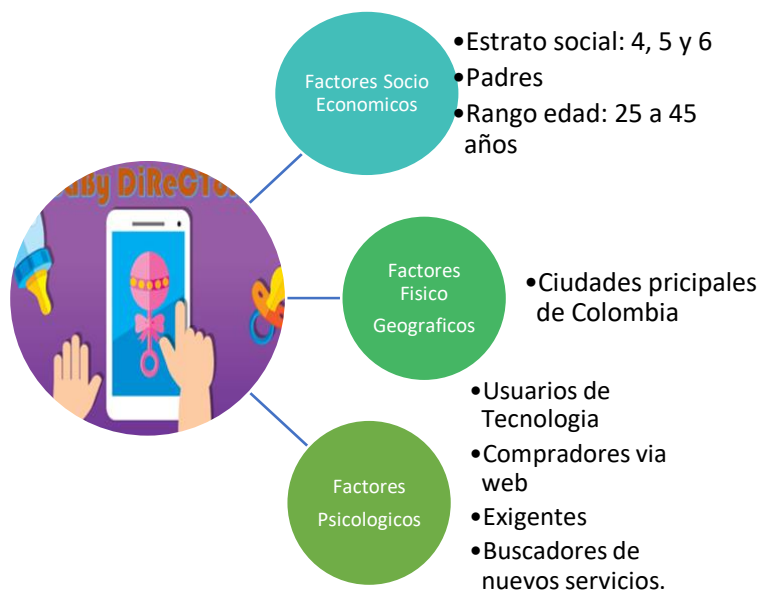 Factores Socio
Economicos
•Estrato social: 4, 5 y 6
•Padres
•Rango edad: 25 a 45
años
Factores
Fisico
Geograficos
•Ciudades pricipales
de Colombia
Factores
Psicologicos
•Usuarios de
Tecnologia
•Compradores via
web
•Exigentes
•Buscadores de
nuevos servicios.